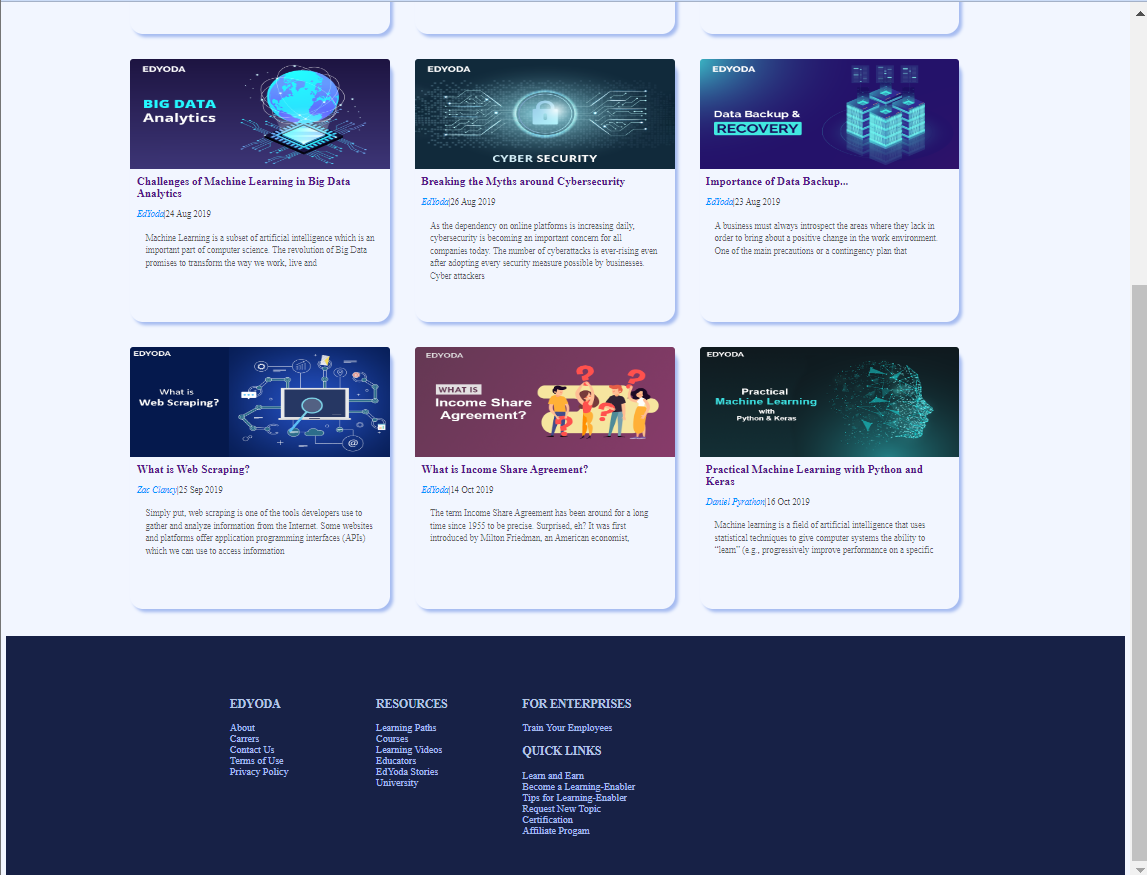 EDYODA
BIG DATA
Analytics
Challenges of Machine Learning in Big Data
Analytics
EdYoda|24 Aug 2019
Machine Learning is a subset of artificial intelligence which is an
important part of computer science. The revolution of Big Data
promises to transform the way we work, live and
EDYODA
CYBER SECURITY
Breaking the Myths around Cybersecurity
EdYoda|26 Aug 2019
As the dependency on online platforms is increasing daily,
cybersecurity is becoming an important concern for all
companies today. The number of cyberattacks is ever-rising even
after adopting every security measure possible by businesses.
Cyber attackers
EDYODA
Data Backup &
RECOVERY
Importance of Data Backup...
EdYoda|23 Aug 2019
A business must always introspect the areas where they lack in
order to bring about a positive change in the work environment.
One of the main precautions or a contingency plan that
EDYODA
What is
Web Scraping?
What is Web Scraping?
Zac Clancy|25 Sep 2019
Simply put, web scraping is one of the tools developers use to
gather and analyze information from the Internet. Some websites
and platforms offer application programming interfaces (APIs)
which we can use to access information
EDYODA
WHAT IS
Income Share
Agreement?
What is Income Share Agreement?
EdYoda|14 Oct 2019
The term Income Share Agreement has been around for a long
time since 1955 to be precise. Surprised, eh? It was first
introduced by Milton Friedman, an American economist,
EDYODA
Practical
Machine Learning
with
Python & Keras
Practical Machine Learning with Python and
Keras
Daniel Pyrathon|16 Oct 2019
Machine learning is a field of artificial intelligence that uses
statistical techniques to give computer systems the ability to
“learn” (e.g., progressively improve performance on a specific
EDYODA
About
Carrers
Contact Us
Terms of Use
Privacy Policy
RESOURCES
Learning Paths
Courses
Learning Videos
Educators
EdYoda Stories
University
FOR ENTERPRISES
Train Your Employees
QUICK LINKS
Learn and Earn
Become a Learning-Enabler
Tips for Learning-Enabler
Request New Topic
Certification
Affiliate Progam